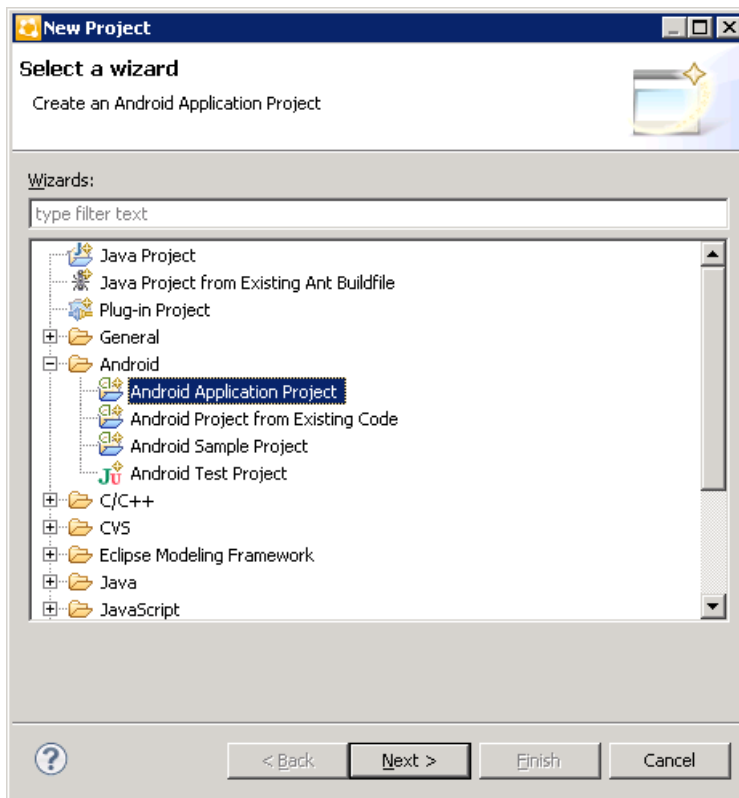 New Project
Select a wizard
Create an Android Application Project
Wizards:
type filter text
Java Project
Java Project from Existing Ant Buildfile
Plug-in Project
General
Android
Android Application Project
Android Project from Existing Code
Android Sample Project
Android Test Project
C/C++
CVS
Eclipse Modeling Framework
Java
JavaScript
? < Back Next > Finish Cancel